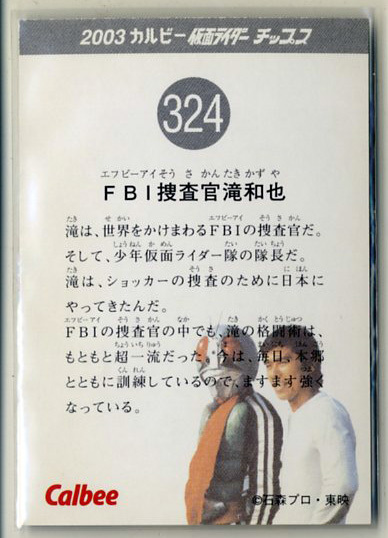 2003 カルビー 仮面ライダー チップス
324
エフビーアイそう さ かん たき かず や
FBI捜査官滝和也
たき せ かい エフビーアイ そう さ かん
滝は、世界をかけまわるFBIの捜査官だ。
しょうねん か めん たい たい ちょう
そして、少年仮面ライダー隊の隊長だ。
たき そう さ に ほん
滝は、ショッカーの捜査のために日本に
やってきたんだ。
エフビーアイ そう さ かん なか たき かく とうじゅつ
FBIの捜査官の中でも、滝の格闘術は、
ちょういちりゅう いま まいにち ほんごう
もともと超一流だった。今は、毎日、本郷
くん れん つよ
とともに訓練しているので、ますます強く
なっている。
Calbee
©石森プロ・東映